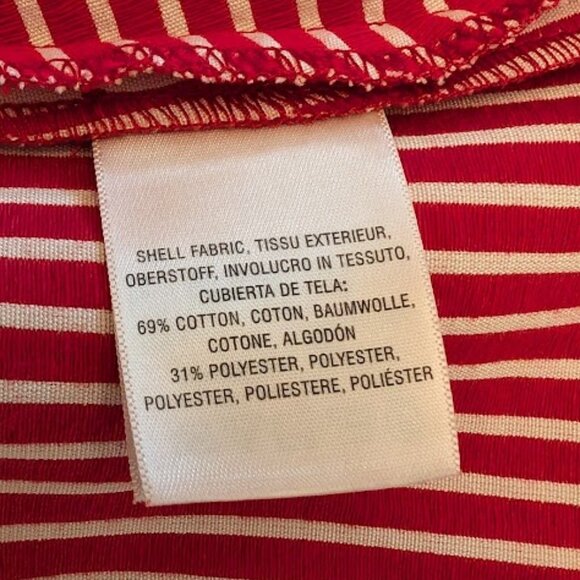 SHELL FABRIC, TISSU EXTERIEUR,
OBERSTOFF, INVOLUCRO IN TESSUTO,
CUBIERTA DE TELA:
69% COTTON, COTON, BAUMWOLLE,
COTONE, ALGODÓN
31% POLYESTER, POLYESTER,
POLYESTER, POLIESTERE, POLIÉSTER